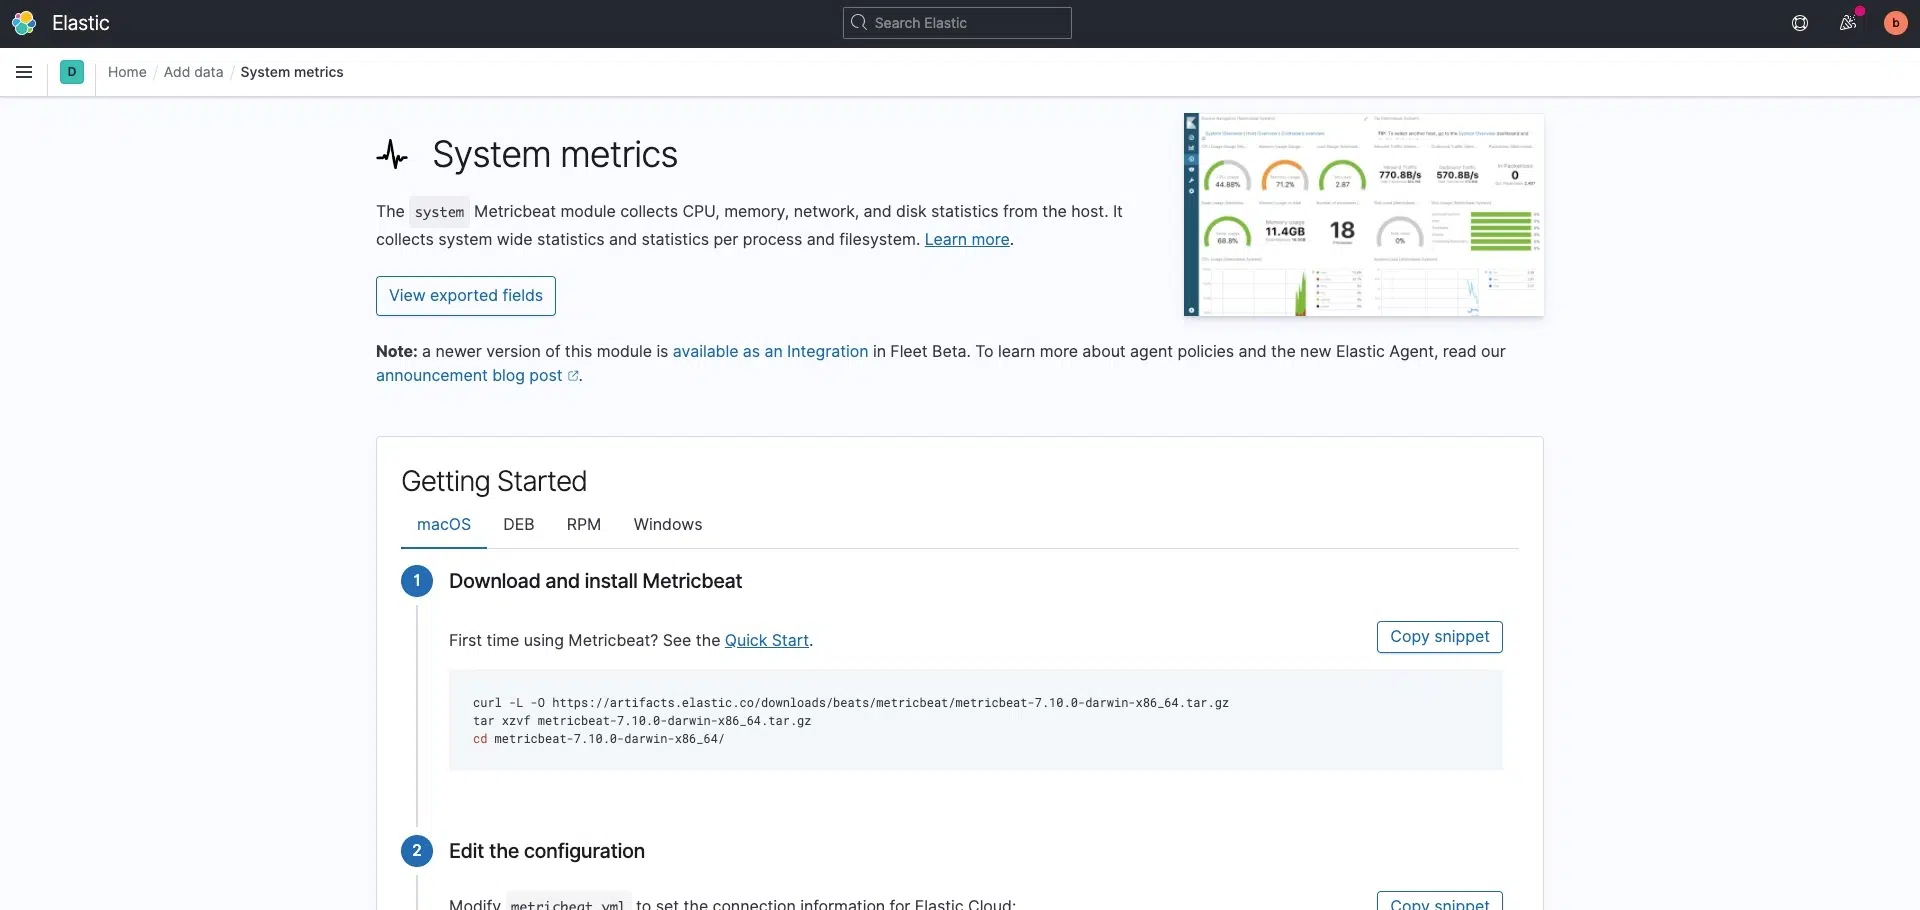 Elastic
Search Elastic
b
D
Home / Add data / System metrics
System metrics
The system Metricbeat module collects CPU, memory, network, and disk statistics from the host. It
collects system wide statistics and statistics per process and filesystem. Learn more.
View exported fields
44.88%
71.2%
2.87
770.8B/s
570.8B/s
0
68.8%
11.4GB
18
0%
Note: a newer version of this module is available as an Integration in Fleet Beta. To learn more about agent policies and the new Elastic Agent, read our
announcement blog post.
Getting Started
macOS DEB RPM Windows
1 Download and install Metricbeat
First time using Metricbeat? See the Quick Start.
Copy snippet
curl -L -O https://artifacts.elastic.co/downloads/beats/metricbeat/metricbeat-7.10.0-darwin-x86_64.tar.gz
tar xzvf metricbeat-7.10.0-darwin-x86_64.tar.gz
cd metricbeat-7.10.0-darwin-x86_64/
2 Edit the configuration
Modify metricbeat.yml to set the connection information for Elastic Cloud:
Copy snippet